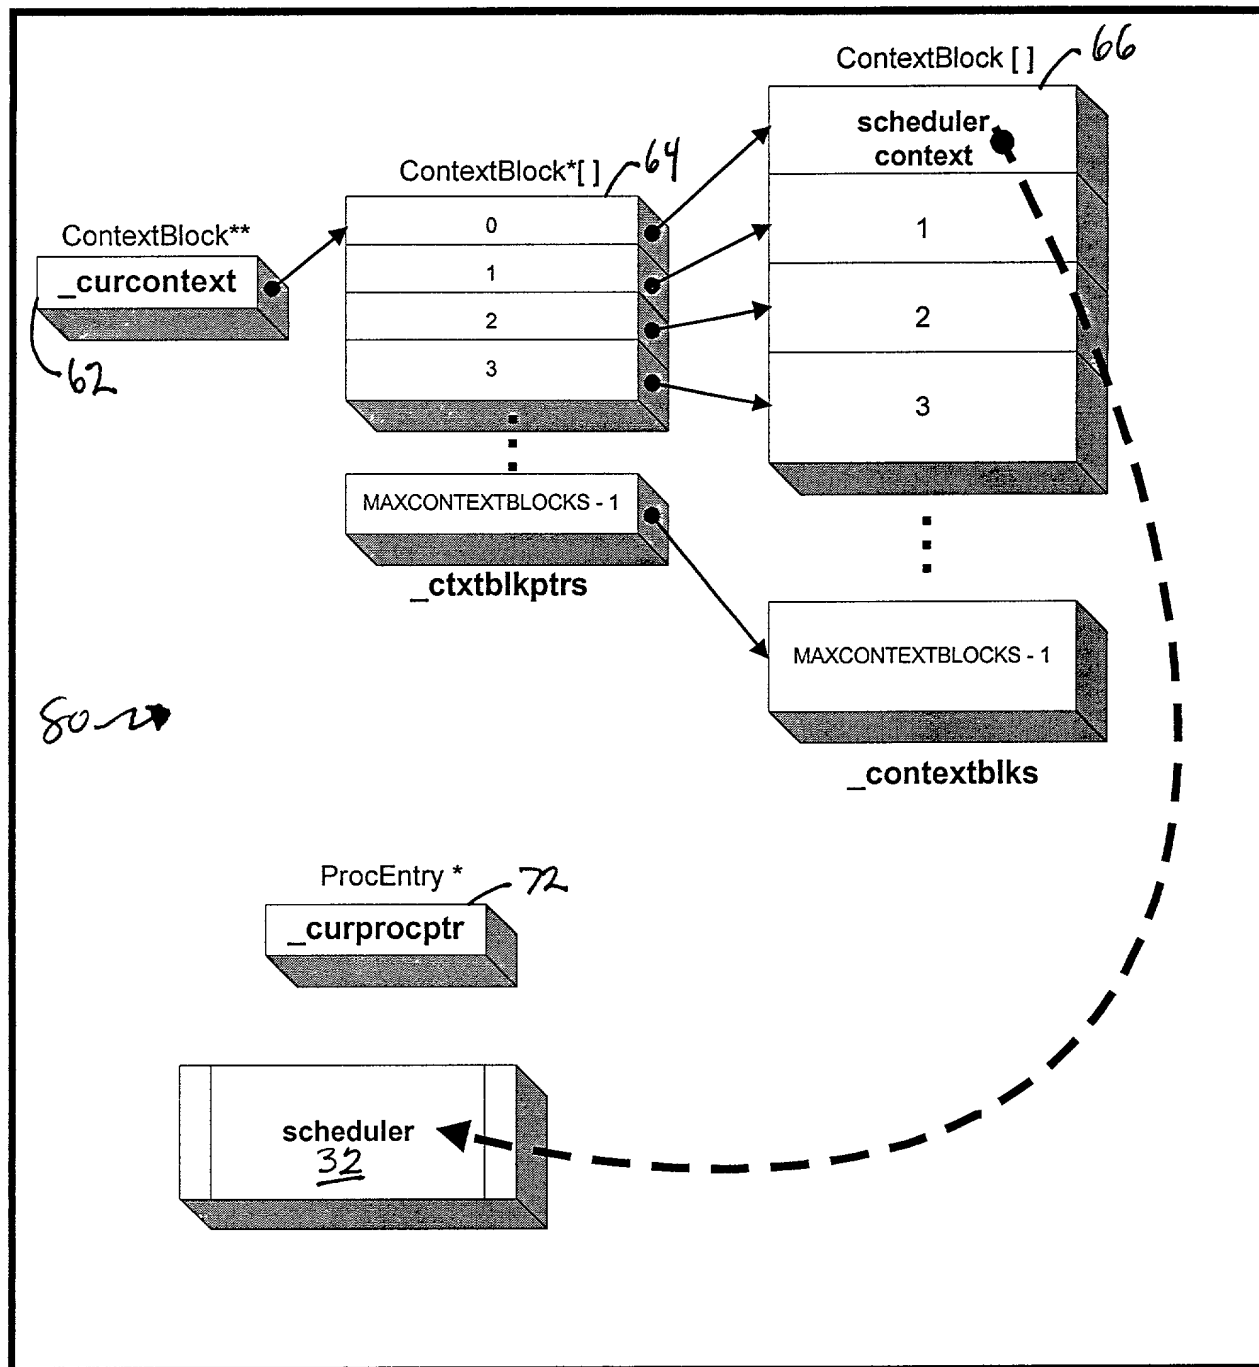 ContextBlock [ ]
66
scheduler
context
1
2
3
MAXCONTEXTBLOCKS - 1
_contextblks
ContextBlock*[ ]
64
0
1
2
3
MAXCONTEXTBLOCKS - 1
_ctxtblkptrs
ContextBlock**
_curcontext
62
80
ProcEntry *
72
_curprocptr
scheduler
32